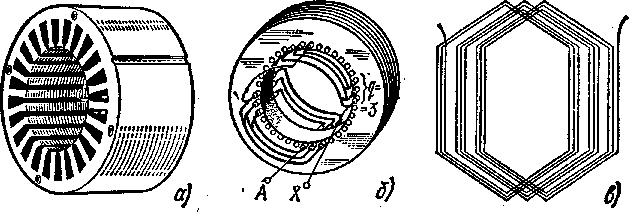 а)
q=
=3
А
Х
б)
в)